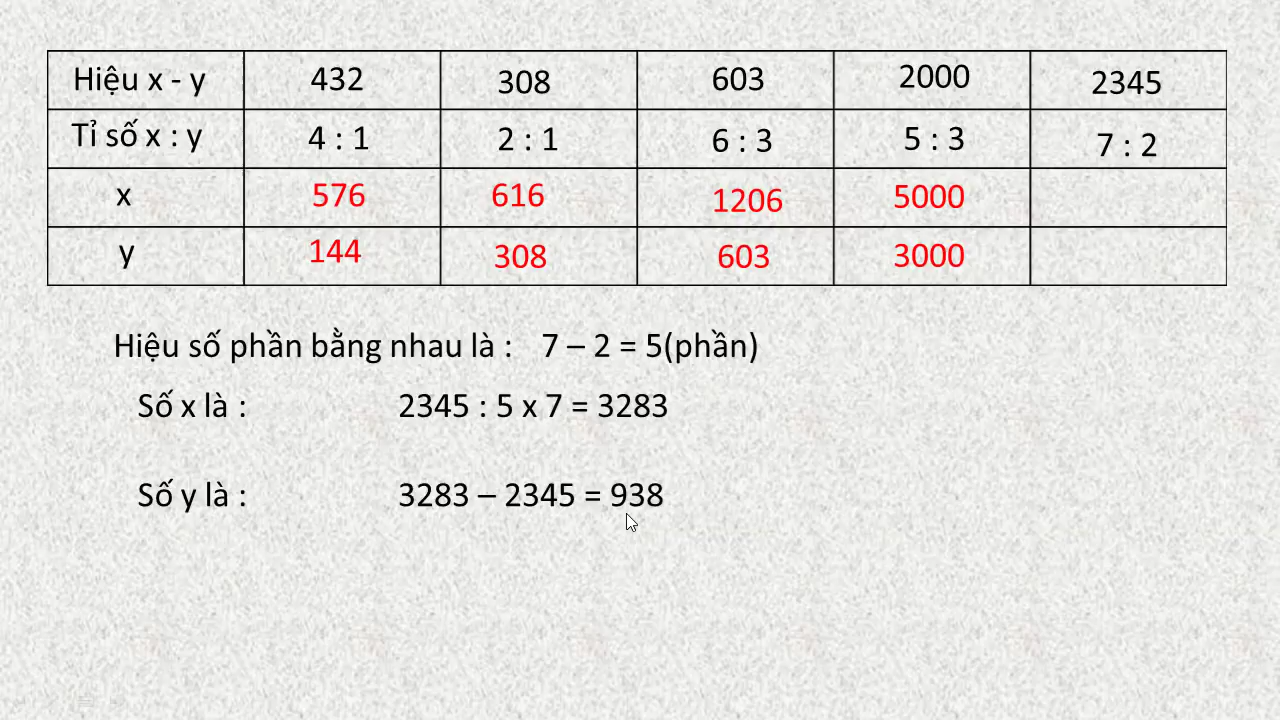 Hiệu x - y 432 308 603 2000 2345
Tỉ số x : y 4 : 1 2 : 1 6 : 3 5 : 3 7 : 2
x 576 616 1206 5000
y 144 308 603 3000
Hiệu số phần bằng nhau là : 7 – 2 = 5(phần)
Số x là : 2345 : 5 x 7 = 3283
Số y là : 3283 – 2345 = 938